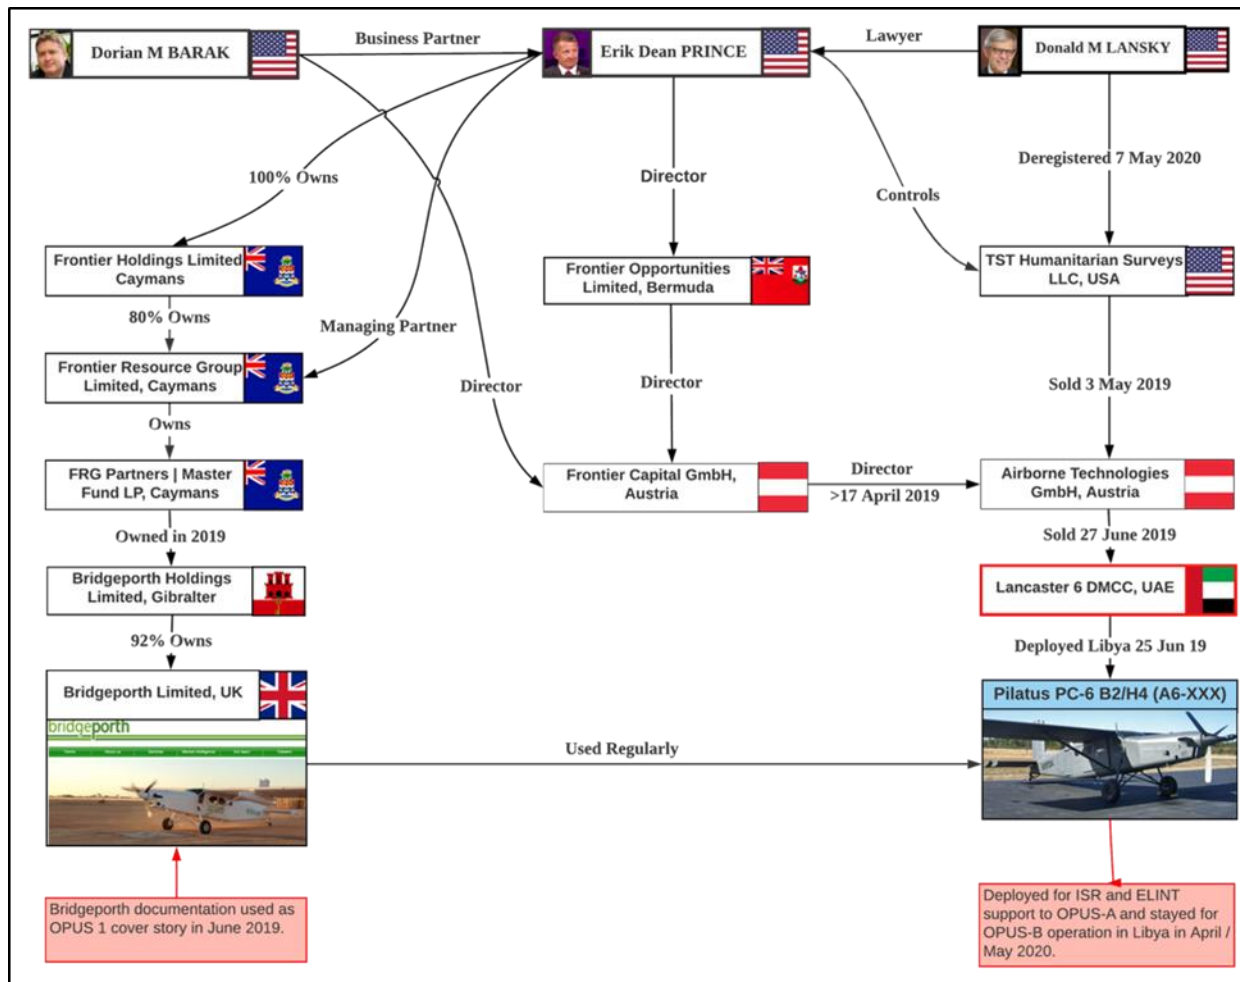 Dorian M BARAK
Business Partner
Erik Dean PRINCE
Lawyer
Donald M LANSKY
100% Owns
Director
Controls
Deregistered 7 May 2020
Frontier Holdings Limited
Caymans
Frontier Opportunities
Limited, Bermuda
TST Humanitarian Surveys
LLC, USA
80% Owns
Managing Partner
Frontier Resource Group
Limited, Caymans
Director
Director
Sold 3 May 2019
Owns
FRG Partners | Master
Fund LP, Caymans
Frontier Capital GmbH,
Austria
Director
>17 April 2019
Airborne Technologies
GmbH, Austria
Owned in 2019
Sold 27 June 2019
Bridgeporth Holdings
Limited, Gibralter
Lancaster 6 DMCC, UAE
92% Owns
Deployed Libya 25 Jun 19
Bridgeporth Limited, UK
Pilatus PC-6 B2/H4 (A6-XXX)
bridgeporth
Used Regularly
Bridgeporth documentation used as
OPUS 1 cover story in June 2019.
Deployed for ISR and ELINT
support to OPUS-A and stayed for
OPUS-B operation in Libya in April /
May 2020.